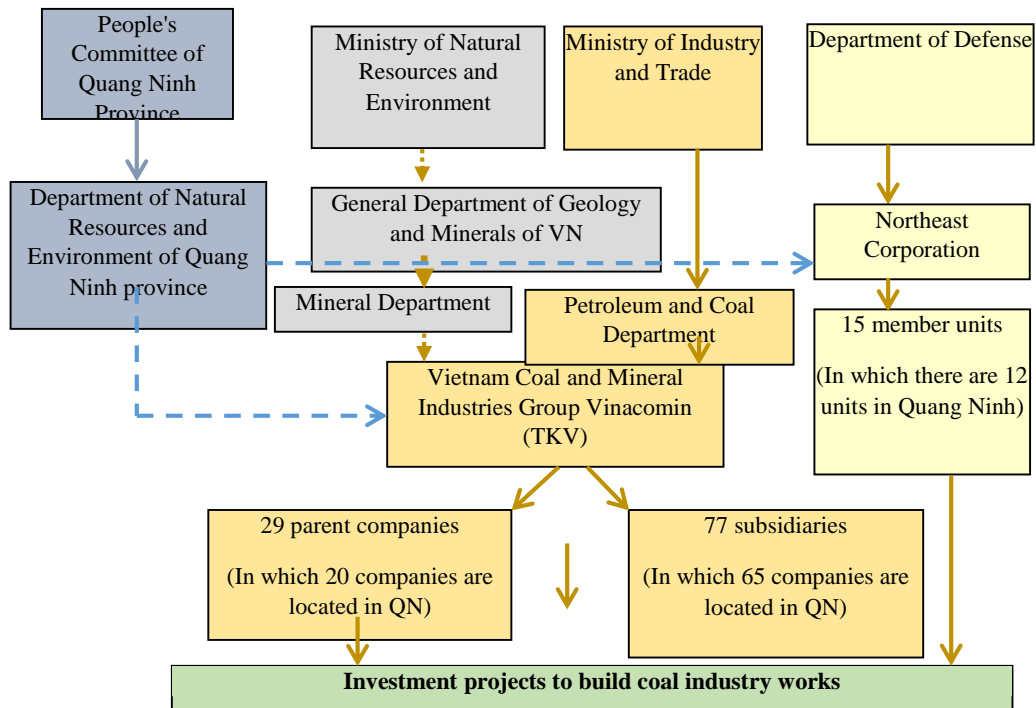 People's
Committee of
Quang Ninh
Province
Ministry of Natural
Resources and
Environment
Ministry of Industry
and Trade
Department of Defense
Department of Natural
Resources and
Environment of Quang
Ninh province
General Department of Geology
and Minerals of VN
Northeast
Corporation
Mineral Department
Petroleum and Coal
Department
15 member units
(In which there are 12
units in Quang Ninh)
Vietnam Coal and Mineral
Industries Group Vinacomin
(TKV)
29 parent companies
(In which 20 companies are
located in QN)
77 subsidiaries
(In which 65 companies are
located in QN)
Investment projects to build coal industry works